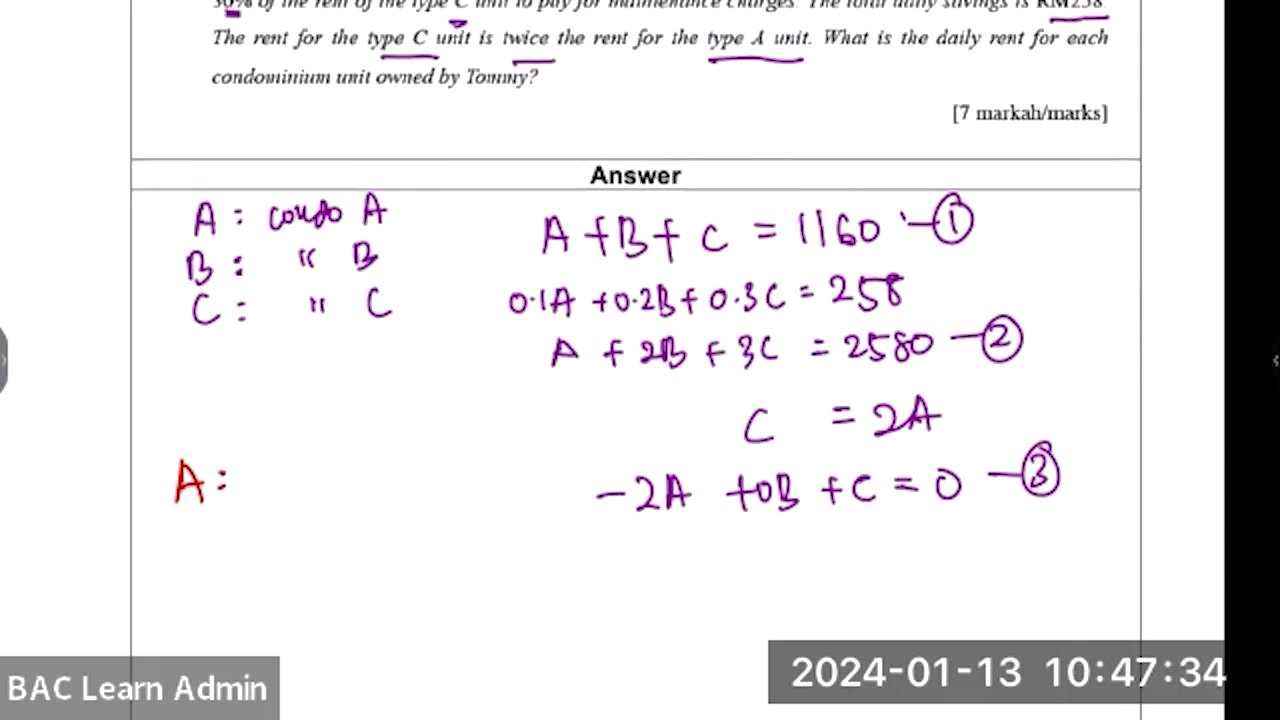 30% of the rent of the type C unit to pay for maintenance charges. The total daily savings is RM258.
The rent for the type C unit is twice the rent for the type A unit. What is the daily rent for each
condominium unit owned by Tommy?
[7 markah/marks]
Answer
A : condo A
B : " B
C : " C
A + B + C = 1160 - ①
0.1A + 0.2B + 0.3C = 258
A + 2B + 3C = 2580 - ②
C = 2A
-2A + 0B + C = 0 - ③
A :
BAC Learn Admin
2024-01-13 10:47:34